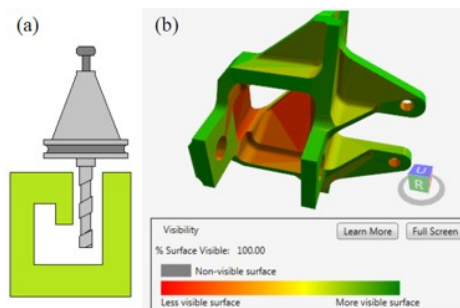 (a)
(b)
U
R
Visibility
Learn More
Full Screen
% Surface Visible: 100.00
Non-visible surface
Less visible surface
More visible surface